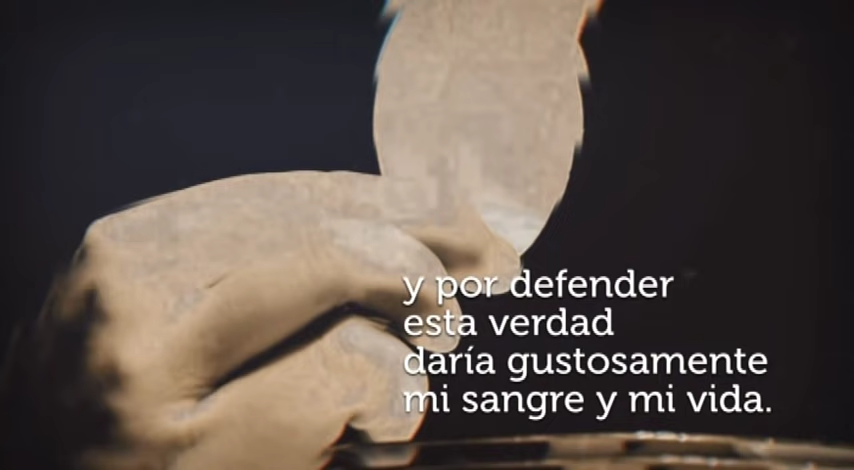 y por defender
esta verdad
daría gustosamente
mi sangre y mi vida.